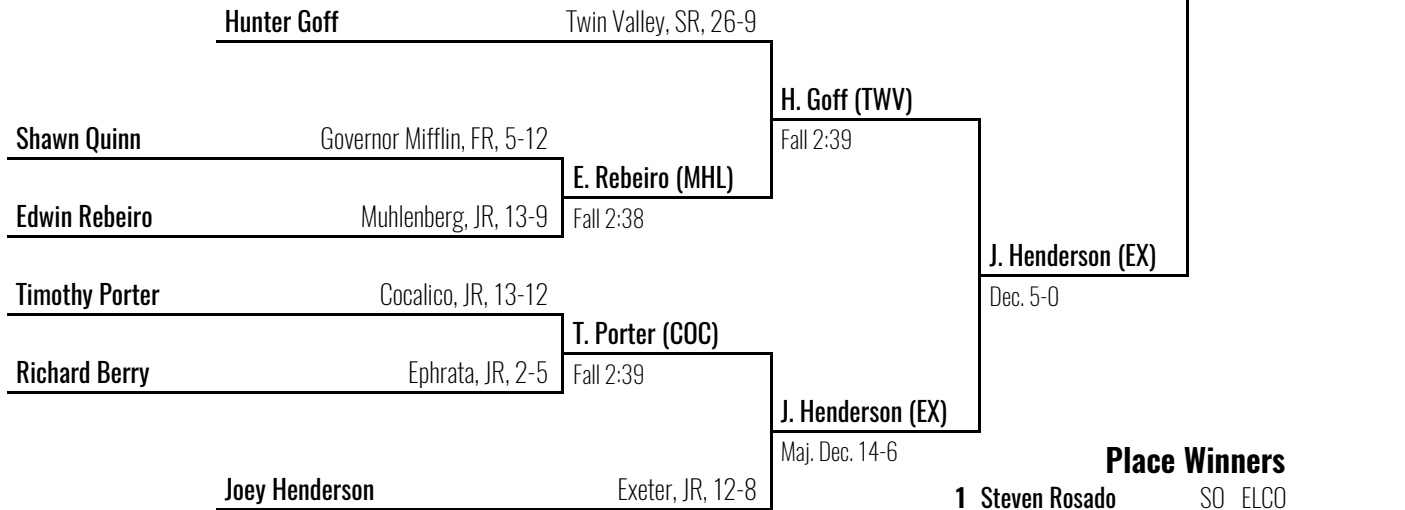 Hunter Goff Twin Valley, SR, 26-9
H. Goff (TWV)
Shawn Quinn Governor Mifflin, FR, 5-12
Fall 2:39
E. Rebeiro (MHL)
Edwin Rebeiro Muhlenberg, JR, 13-9
Fall 2:38
J. Henderson (EX)
Timothy Porter Cocalico, JR, 13-12
Dec. 5-0
T. Porter (COC)
Richard Berry Ephrata, JR, 2-5
Fall 2:39
J. Henderson (EX)
Maj. Dec. 14-6
Place Winners
Joey Henderson Exeter, JR, 12-8
1 Steven Rosado SO ELCO